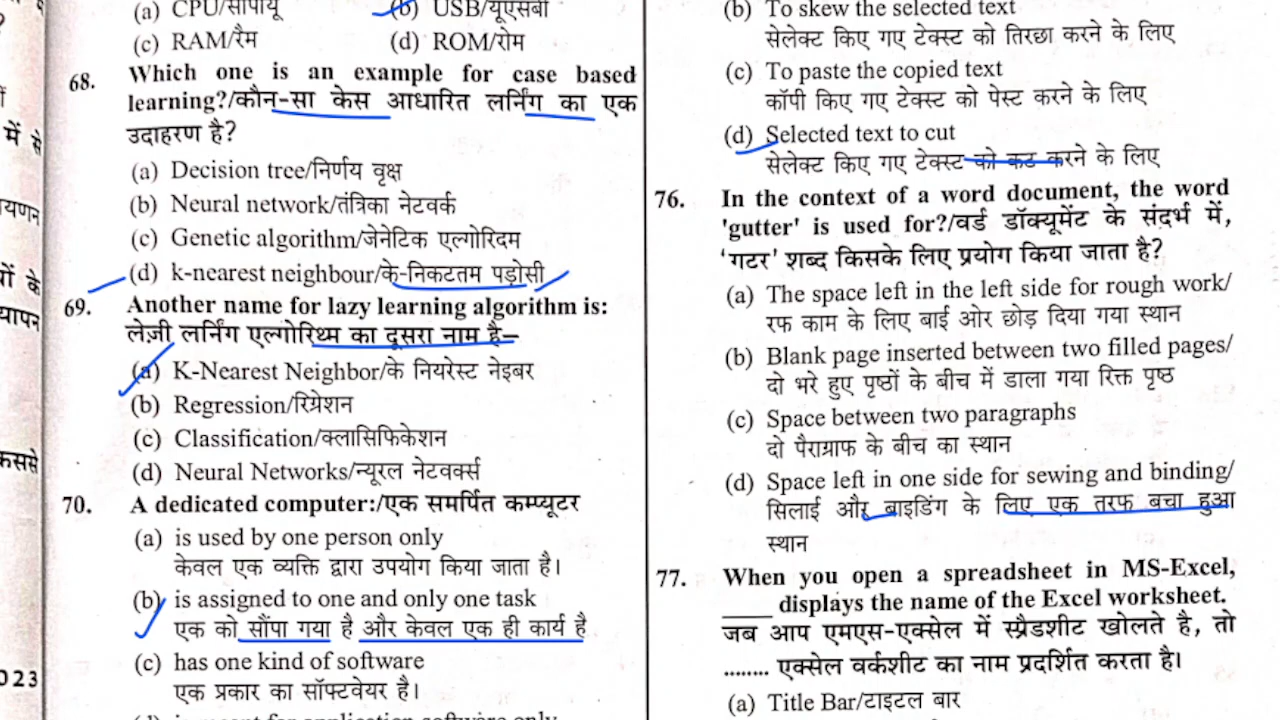 (a) CPU/सीपीयू (b) USB/यूएसबी
(c) RAM/रैम (d) ROM/रोम
68. Which one is an example for case based
learning?/कौन-सा केस आधारित लर्निंग का एक
उदाहरण है?
(a) Decision tree/निर्णय वृक्ष
(b) Neural network/तंत्रिका नेटवर्क
(c) Genetic algorithm/जेनेटिक एल्गोरिदम
(d) k-nearest neighbour/के-निकटतम पड़ोसी
69. Another name for lazy learning algorithm is:
लेज़ी लर्निंग एल्गोरिथ्म का दूसरा नाम है–
(a) K-Nearest Neighbor/के नियरेस्ट नेइबर
(b) Regression/रिग्रेशन
(c) Classification/क्लासिफिकेशन
(d) Neural Networks/न्यूरल नेटवर्क्स
70. A dedicated computer:/एक समर्पित कम्प्यूटर
(a) is used by one person only
केवल एक व्यक्ति द्वारा उपयोग किया जाता है।
(b) is assigned to one and only one task
एक को सौंपा गया है और केवल एक ही कार्य है
(c) has one kind of software
एक प्रकार का सॉफ्टवेयर है।
(b) To skew the selected text
सेलेक्ट किए गए टेक्स्ट को तिरछा करने के लिए
(c) To paste the copied text
कॉपी किए गए टेक्स्ट को पेस्ट करने के लिए
(d) Selected text to cut
सेलेक्ट किए गए टेक्स्ट को कट करने के लिए
76. In the context of a word document, the word
'gutter' is used for?/वर्ड डॉक्यूमेंट के संदर्भ में,
‘गटर’ शब्द किसके लिए प्रयोग किया जाता है?
(a) The space left in the left side for rough work/
रफ काम के लिए बाईं ओर छोड़ दिया गया स्थान
(b) Blank page inserted between two filled pages/
दो भरे हुए पृष्ठों के बीच में डाला गया रिक्त पृष्ठ
(c) Space between two paragraphs
दो पैराग्राफ के बीच का स्थान
(d) Space left in one side for sewing and binding/
सिलाई और बाइडिंग के लिए एक तरफ बचा हुआ
स्थान
77. When you open a spreadsheet in MS-Excel,
____ displays the name of the Excel worksheet.
जब आप एमएस-एक्सेल में स्प्रैडशीट खोलते है, तो
........ एक्सेल वर्कशीट का नाम प्रदर्शित करता है।
(a) Title Bar/टाइटल बार